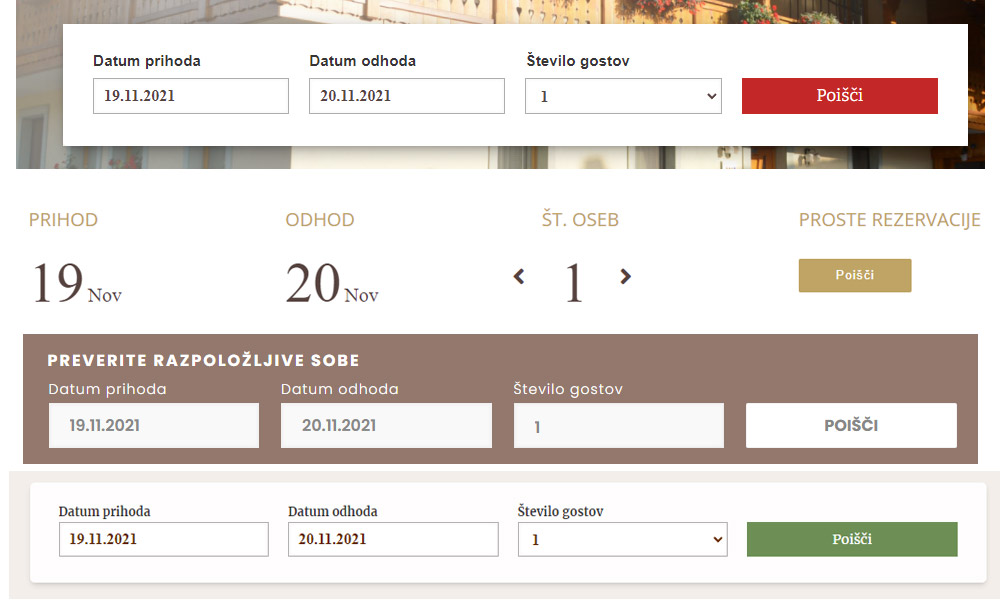 Datum prihoda Datum odhoda Število gostov
19.11.2021 20.11.2021 1 Poišči
PRIHOD ODHOD ŠT. OSEB PROSTE REZERVACIJE
19 Nov 20 Nov 1 Poišči
PREVERITE RAZPOLOŽLJIVE SOBE
Datum prihoda Datum odhoda Število gostov
19.11.2021 20.11.2021 1 POIŠČI
Datum prihoda Datum odhoda Število gostov
19.11.2021 20.11.2021 1 Poišči